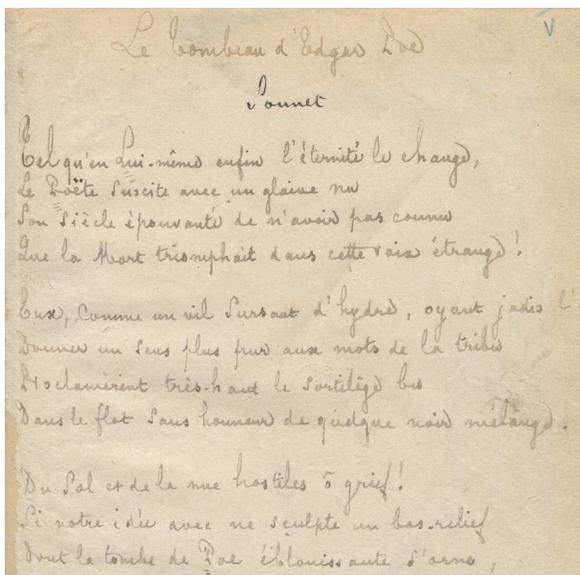 Le Tombeau d'Edgar Poe
V
Sonnet
Tel qu'en Lui-même enfin l'éternité le change,
Le Poëte suscite avec un glaive nu
Son Siècle épouvanté de n'avoir pas connu
Que la Mort triomphait dans cette voix étrange !
Eux, comme un vil sursaut d'hydre, oyant jadis l'
Donner un sens plus pur aux mots de la tribu
Proclamèrent très-haut le sortilège bu
Dans le flot sans honneur de quelque noir mélange.
Du Sol et de la nue hostiles ô grief !
Si notre idée avec ne sculpte un bas-relief
Dont la tombe de Poe éblouissante s'orne,